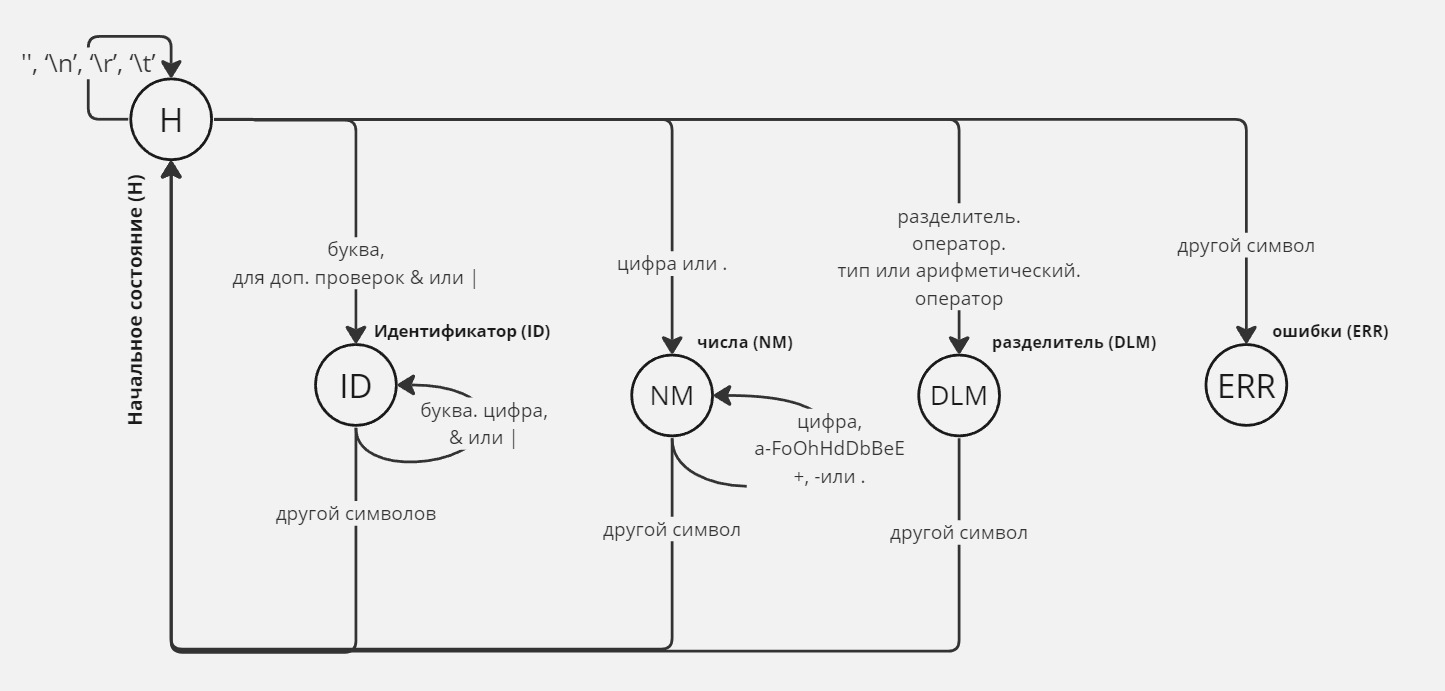 '', ‘\n’, ‘\r’, ‘\t’
H
Начальное состояние (H)
буква,
для доп. проверок & или |
цифра или .
разделитель.
оператор.
тип или арифметический.
оператор
другой символ
Идентификатор (ID)
числа (NM)
разделитель (DLM)
ошибки (ERR)
ID
NM
DLM
ERR
буква. цифра,
& или |
цифра,
a-FoOhHdDbBeE
+, -или .
другой символов
другой символ
другой символ